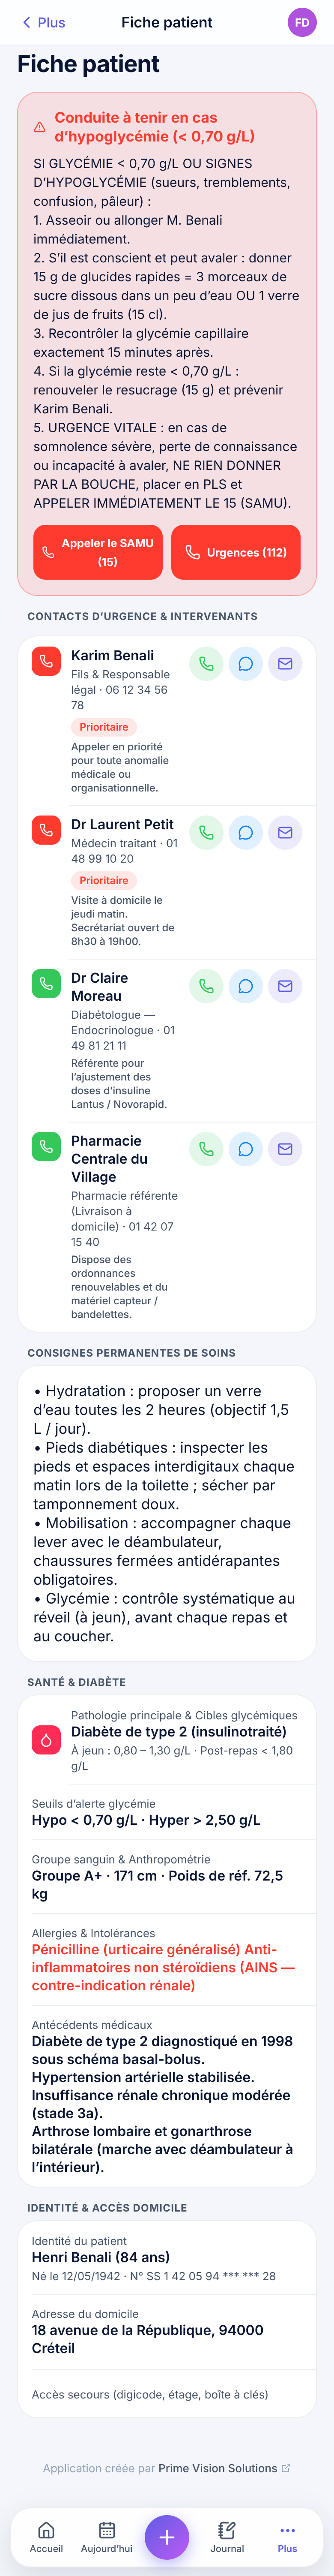 Plus
Fiche patient
FD
Fiche patient
Conduite à tenir en cas
d’hypoglycémie (< 0,70 g/L)
SI GLYCÉMIE < 0,70 g/L OU SIGNES
D’HYPOGLYCÉMIE (sueurs, tremblements,
confusion, pâleur) :
1. Asseoir ou allonger M. Benali
immédiatement.
2. S’il est conscient et peut avaler : donner
15 g de glucides rapides = 3 morceaux de
sucre dissous dans un peu d’eau OU 1 verre
de jus de fruits (15 cl).
3. Recontrôler la glycémie capillaire
exactement 15 minutes après.
4. Si la glycémie reste < 0,70 g/L :
renouveler le resucrage (15 g) et prévenir
Karim Benali.
5. URGENCE VITALE : en cas de
somnolence sévère, perte de connaissance
ou incapacité à avaler, NE RIEN DONNER
PAR LA BOUCHE, placer en PLS et
APPELER IMMÉDIATEMENT LE 15 (SAMU).
Appeler le SAMU
(15)
Urgences (112)
CONTACTS D’URGENCE & INTERVENANTS
Karim Benali
Fils & Responsable
légal · 06 12 34 56
78
Prioritaire
Appeler en priorité
pour toute anomalie
médicale ou
organisationnelle.
Dr Laurent Petit
Médecin traitant · 01
48 99 10 20
Prioritaire
Visite à domicile le
jeudi matin.
Secrétariat ouvert de
8h30 à 19h00.
Dr Claire
Moreau
Diabétologue —
Endocrinologue · 01
49 81 21 11
Référente pour
l’ajustement des
doses d’insuline
Lantus / Novorapid.
Pharmacie
Centrale du
Village
Pharmacie référente
(Livraison à
domicile) · 01 42 07
15 40
Dispose des
ordonnances
renouvelables et du
matériel capteur /
bandelettes.
CONSIGNES PERMANENTES DE SOINS
• Hydratation : proposer un verre
d’eau toutes les 2 heures (objectif 1,5
L / jour).
• Pieds diabétiques : inspecter les
pieds et espaces interdigitaux chaque
matin lors de la toilette ; sécher par
tamponnement doux.
• Mobilisation : accompagner chaque
lever avec le déambulateur,
chaussures fermées antidérapantes
obligatoires.
• Glycémie : contrôle systématique au
réveil (à jeun), avant chaque repas et
au coucher.
SANTÉ & DIABÈTE
Pathologie principale & Cibles glycémiques
Diabète de type 2 (insulinotraité)
À jeun : 0,80 – 1,30 g/L · Post-repas < 1,80
g/L
Seuils d’alerte glycémie
Hypo < 0,70 g/L · Hyper > 2,50 g/L
Groupe sanguin & Anthropométrie
Groupe A+ · 171 cm · Poids de réf. 72,5
kg
Allergies & Intolérances
Pénicilline (urticaire généralisé) Anti-
inflammatoires non stéroïdiens (AINS —
contre-indication rénale)
Antécédents médicaux
Diabète de type 2 diagnostiqué en 1998
sous schéma basal-bolus.
Hypertension artérielle stabilisée.
Insuffisance rénale chronique modérée
(stade 3a).
Arthrose lombaire et gonarthrose
bilatérale (marche avec déambulateur à
l’intérieur).
IDENTITÉ & ACCÈS DOMICILE
Identité du patient
Henri Benali (84 ans)
Né le 12/05/1942 · N° SS 1 42 05 94 *** *** 28
Adresse du domicile
18 avenue de la République, 94000
Créteil
Accès secours (digicode, étage, boîte à clés)
Application créée par Prime Vision Solutions
Accueil
Aujourd’hui
Journal
Plus